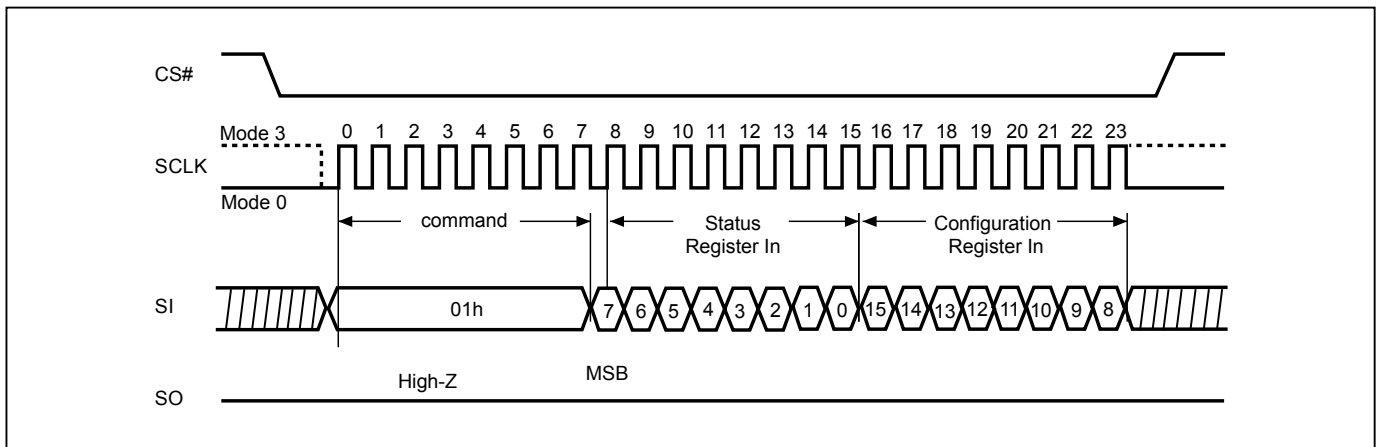 CS#
Mode 3
0 1 2 3 4 5 6 7 8 9 10 11 12 13 14 15 16 17 18 19 20 21 22 23
SCLK
Mode 0
command
Status Register In
Configuration Register In
SI
01h
7 6 5 4 3 2 1 0 15 14 13 12 11 10 9 8
High-Z
MSB
SO